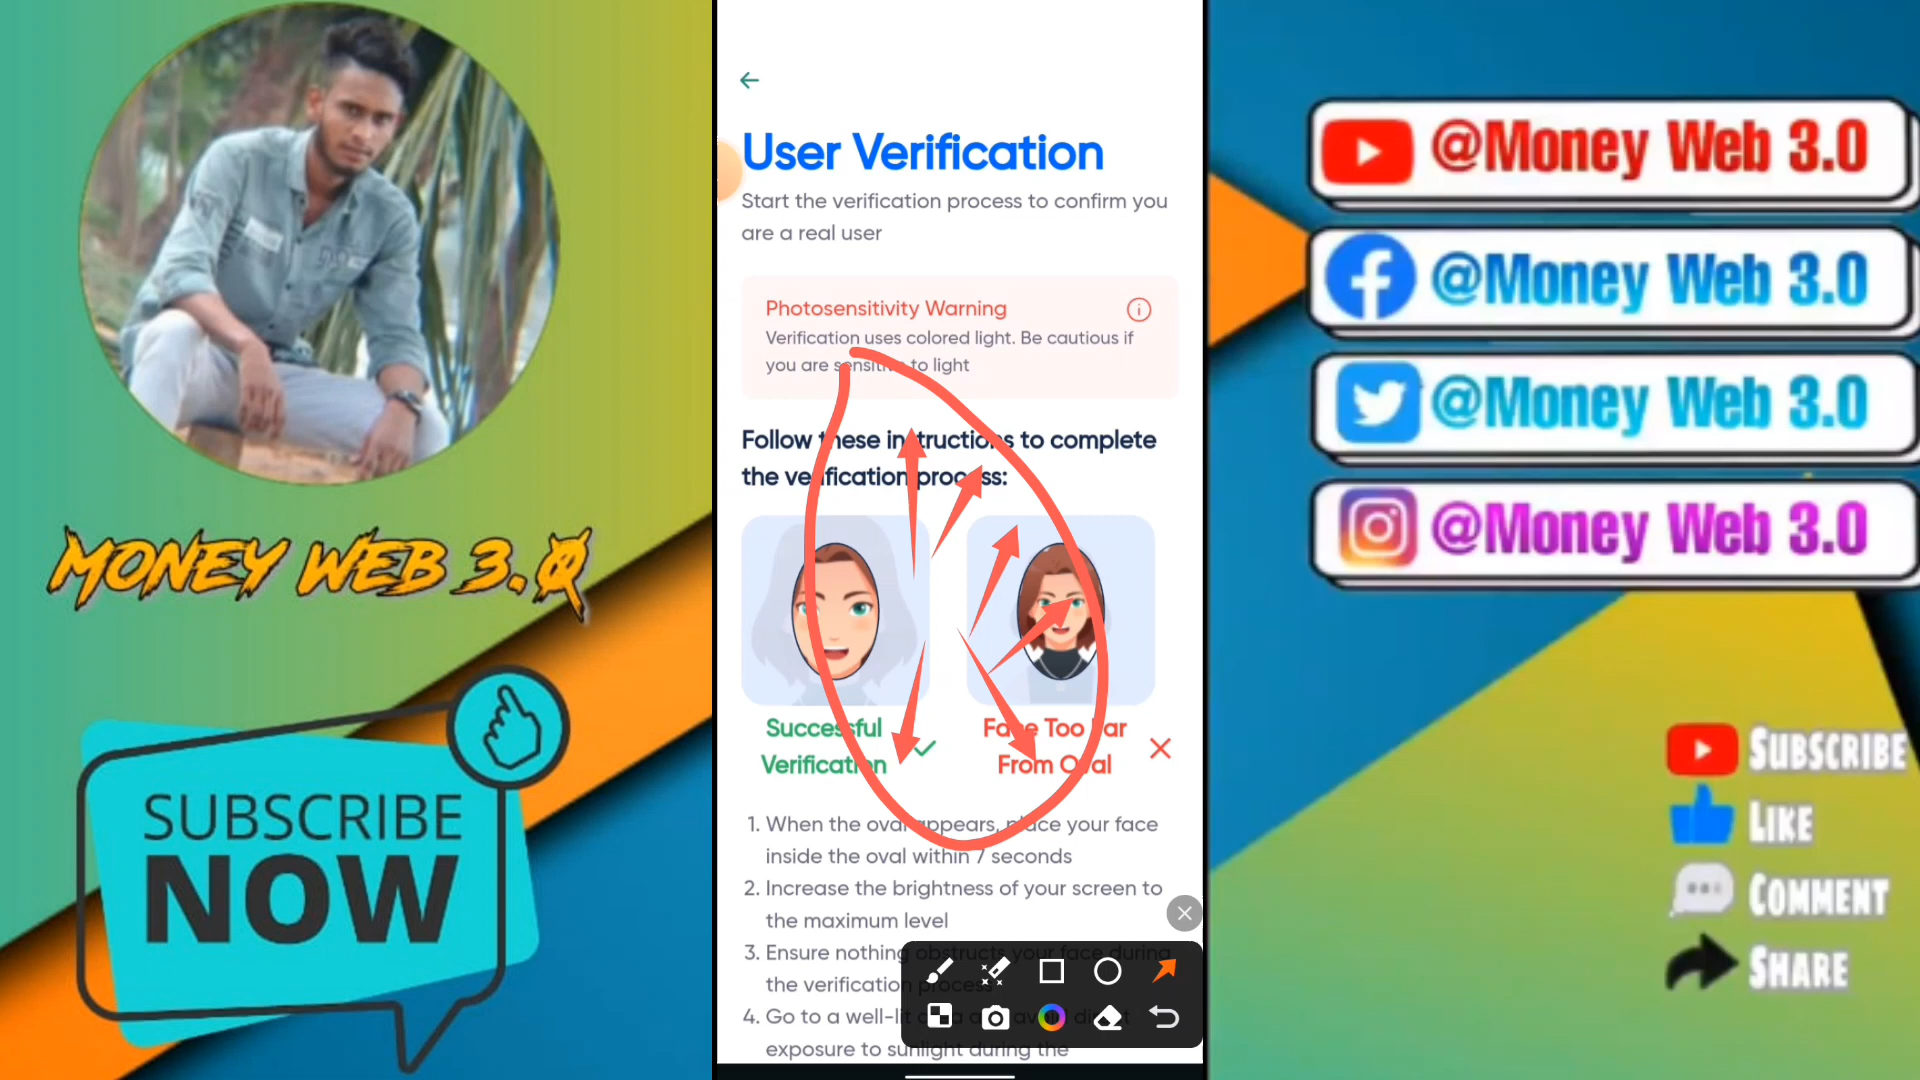 MONEY WEB 3.0
SUBSCRIBE
NOW
User Verification
Start the verification process to confirm you
are a real user
Photosensitivity Warning
Verification uses colored light. Be cautious if
you are sensitive to light
Follow these instructions to complete
the verification process:
Successful
Verification
Face Too Far
From Oval
1. When the oval appears, place your face
inside the oval within 7 seconds
2. Increase the brightness of your screen to
the maximum level
3. Ensure nothing obstructs your face during
the verification process
4. Go to a well-lit area and avoid direct
exposure to sunlight during the
@Money Web 3.0
@Money Web 3.0
@Money Web 3.0
@Money Web 3.0
SUBSCRIBE
LIKE
COMMENT
SHARE